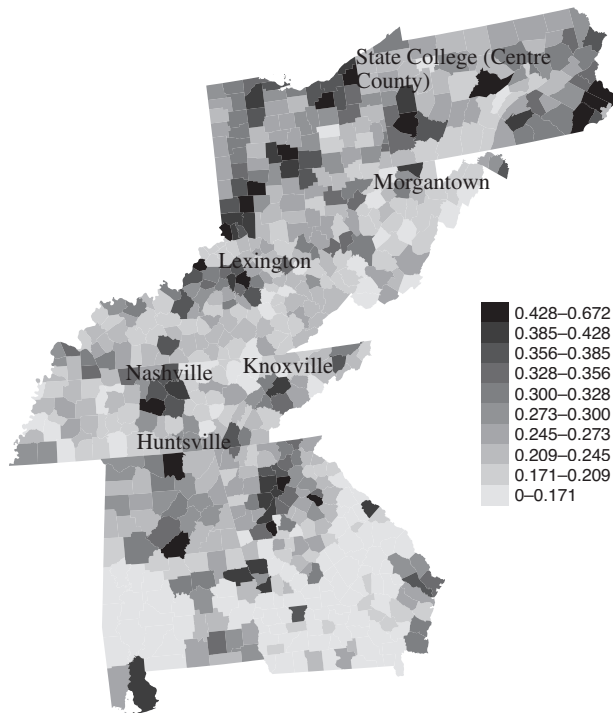 State College (Centre
County)
Morgantown
Lexington
Nashville
Knoxville
Huntsville
0.428–0.672
0.385–0.428
0.356–0.385
0.328–0.356
0.300–0.328
0.273–0.300
0.245–0.273
0.209–0.245
0.171–0.209
0–0.171